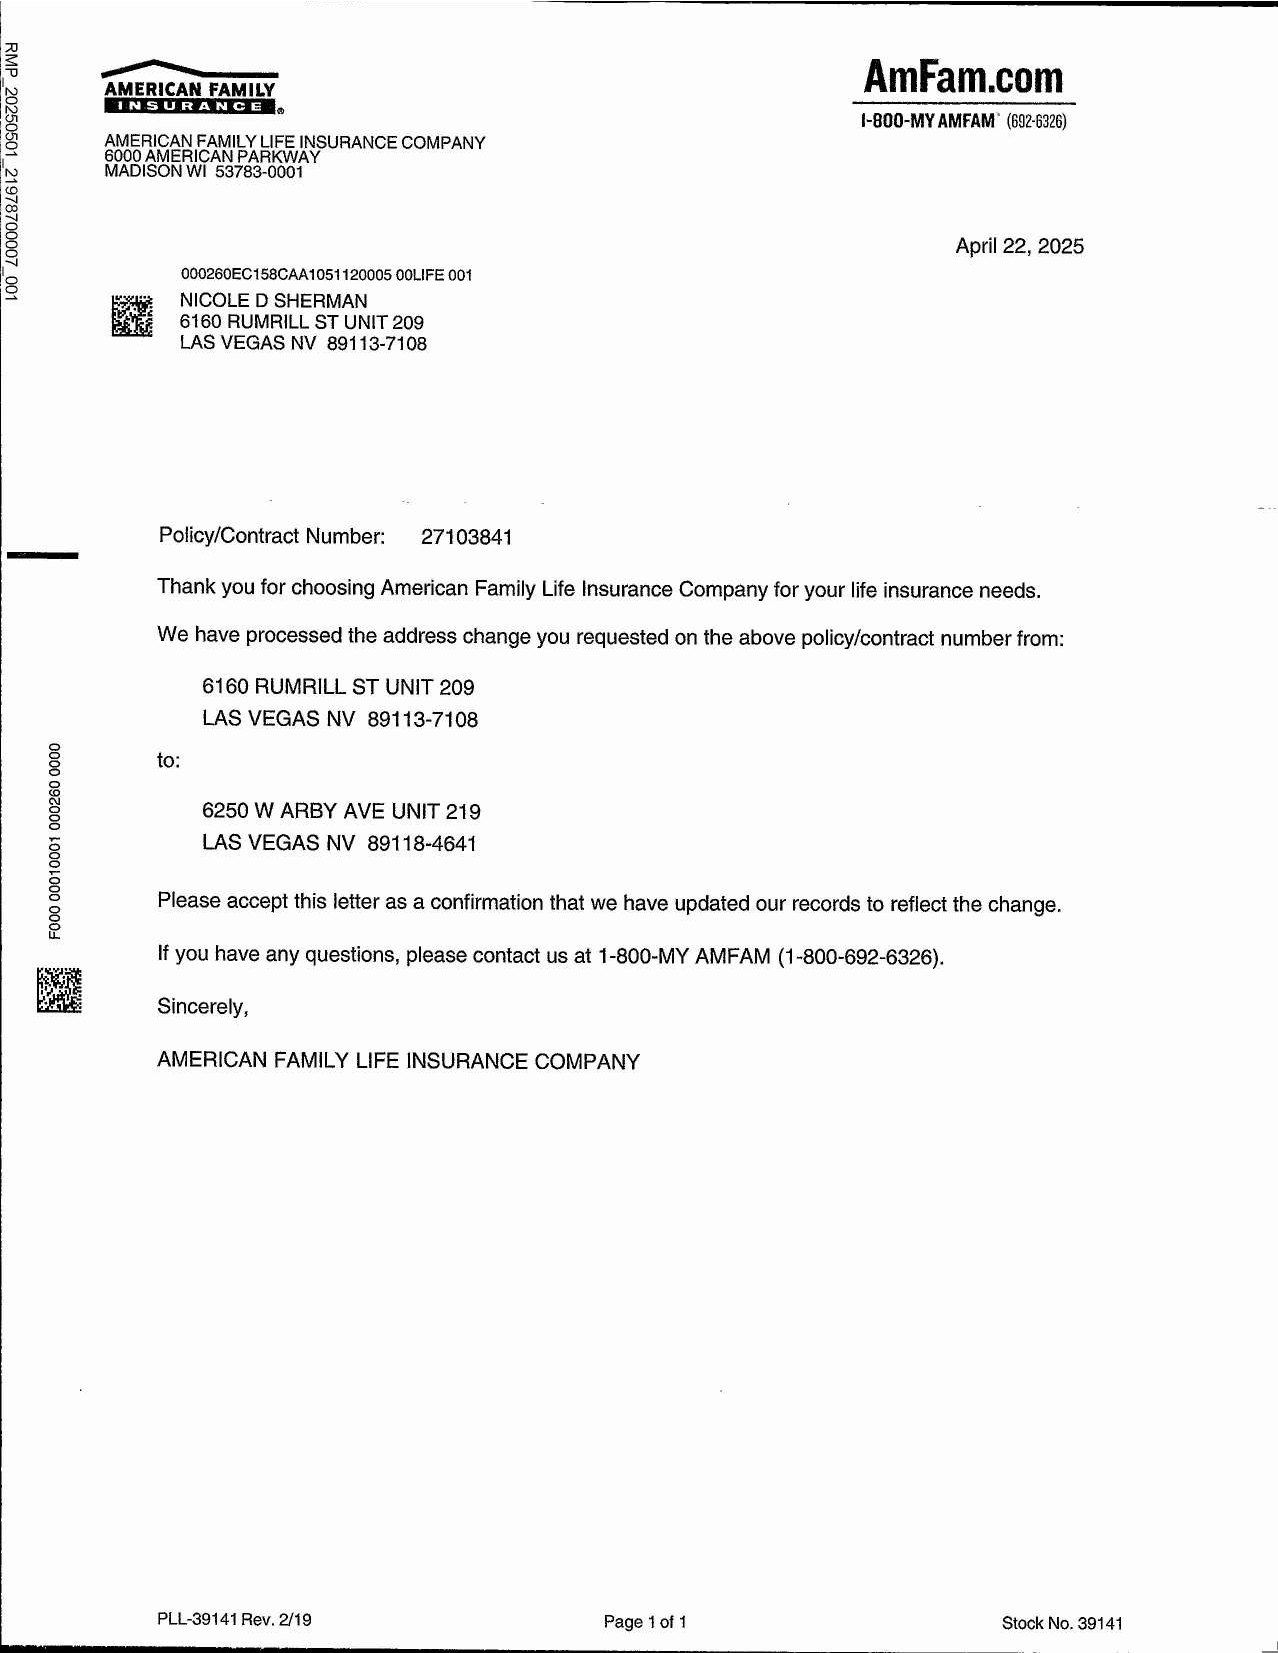 RMP_20250501_21978700007_001
AMERICAN FAMILY
INSURANCE®
AMERICAN FAMILY LIFE INSURANCE COMPANY
6000 AMERICAN PARKWAY
MADISON WI 53783-0001
AmFam.com
1-800-MY AMFAM (692-6326)
April 22, 2025
000260EC158CAA1051120005 00LIFE 001
NICOLE D SHERMAN
6160 RUMRILL ST UNIT 209
LAS VEGAS NV 89113-7108
Policy/Contract Number: 27103841
Thank you for choosing American Family Life Insurance Company for your life insurance needs.
We have processed the address change you requested on the above policy/contract number from:
6160 RUMRILL ST UNIT 209
LAS VEGAS NV 89113-7108
to:
6250 W ARBY AVE UNIT 219
LAS VEGAS NV 89118-4641
Please accept this letter as a confirmation that we have updated our records to reflect the change.
If you have any questions, please contact us at 1-800-MY AMFAM (1-800-692-6326).
Sincerely,
AMERICAN FAMILY LIFE INSURANCE COMPANY
F000 00010001 000260 0000
PLL-39141 Rev. 2/19
Page 1 of 1
Stock No. 39141